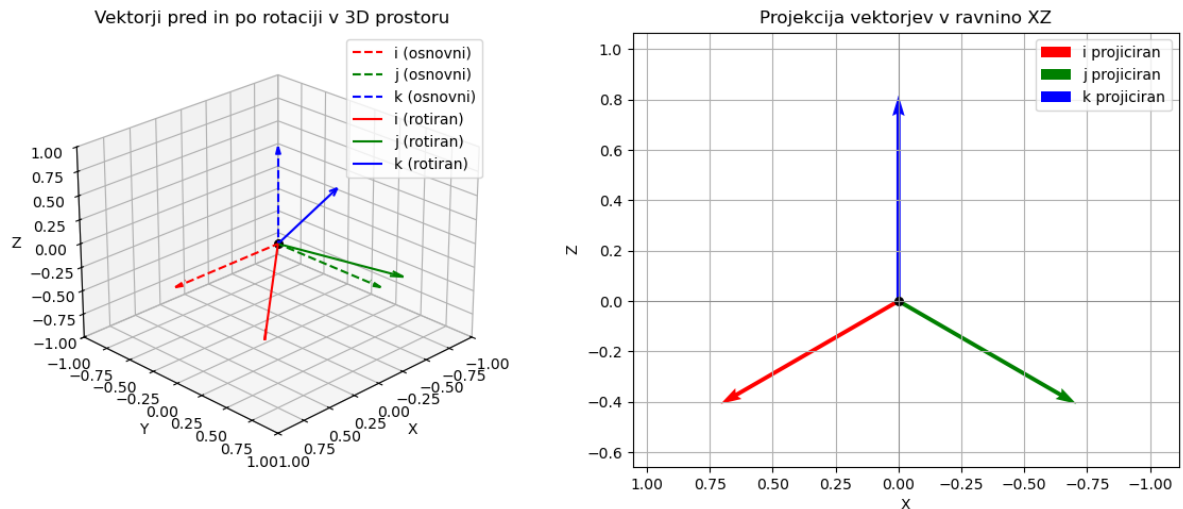 Vektorji pred in po rotaciji v 3D prostoru
i (osnovni)
j (osnovni)
k (osnovni)
i (rotiran)
j (rotiran)
k (rotiran)
Z
1.00
0.75
0.50
0.25
0.00
−0.25
−0.50
−0.75
−1.00
Y
−1.00
−0.75
−0.50
−0.25
0.00
0.25
0.50
0.75
1.00
X
1.00
0.75
0.50
0.25
0.00
−0.25
−0.50
−0.75
−1.00
Projekcija vektorjev v ravnino XZ
i projiciran
j projiciran
k projiciran
Z
1.0
0.8
0.6
0.4
0.2
0.0
−0.2
−0.4
−0.6
1.00 0.75 0.50 0.25 0.00 −0.25 −0.50 −0.75 −1.00
X